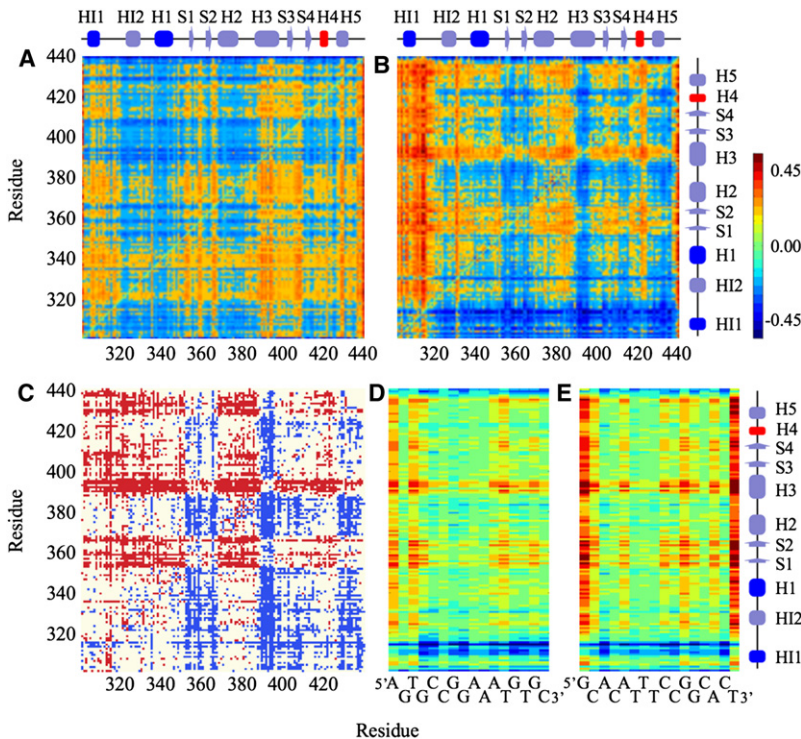 HI1 HI2 H1 S1 S2 H2 H3 S3 S4 H4 H5
HI1 HI2 H1 S1 S2 H2 H3 S3 S4 H4 H5
A
B
440
420
400
380
360
340
320
Residue
320 340 360 380 400 420 440
320 340 360 380 400 420 440
H5
H4
S4
S3
H3
H2
S2
S1
H1
HI2
HI1
0.45
0.00
-0.45
C
D
E
440
420
400
380
360
340
320
Residue
320 340 360 380 400 420 440
5'A T C G A A G G
G G C G A T T C3'
5'G A A T C G C C
C C T T C G A T3'
H5
H4
S4
S3
H3
H2
S2
S1
H1
HI2
HI1
Residue